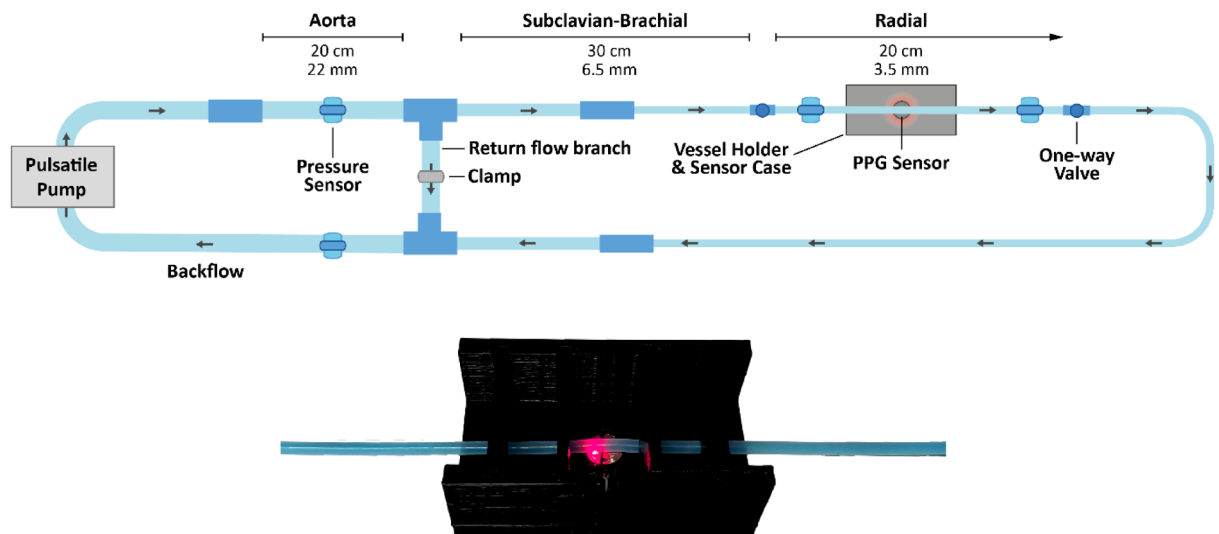 Aorta
20 cm
22 mm
Subclavian-Brachial
30 cm
6.5 mm
Radial
20 cm
3.5 mm
Pulsatile
Pump
Pressure
Sensor
Return flow branch
Clamp
Vessel Holder
& Sensor Case
PPG Sensor
One-way
Valve
Backflow